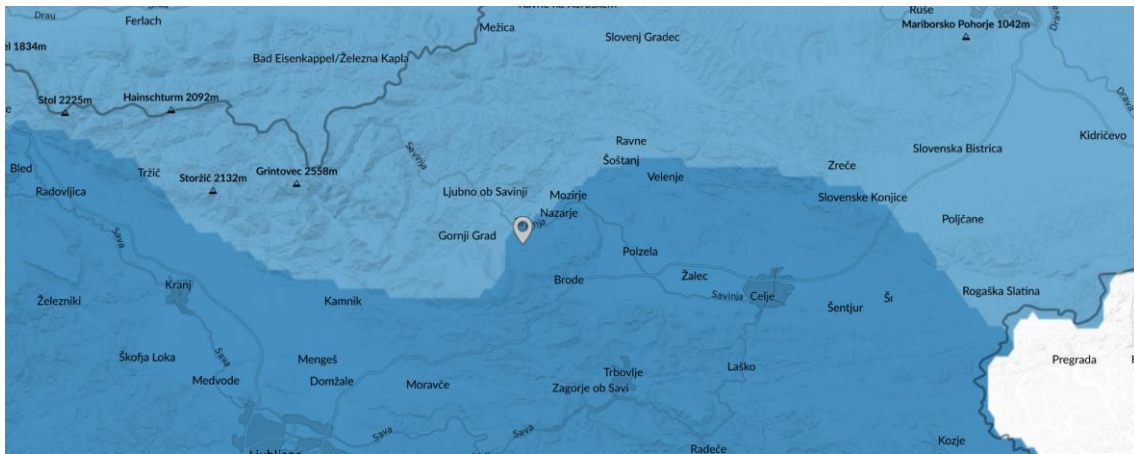 Drau
Ferlach
Ruse
Mežica
Mariborsko Pohorje 1042m
Slovenj Gradec
1834m
Bad Eisenkappel/Železna Kapla
Stol 2225m
Hainschturm 2092m
Drava
Kidričevo
Ravne
Slovenska Bistrica
Savinja
Šoštanj
Zreče
Bled
Tržič
Grintovec 2558m
Velenje
Radovljica
Storžič 2132m
Ljubno ob Savinji
Mozirje
Slovenske Konjice
Nazarje
Poljčane
Sava
Gornji Grad
Polzela
Brode
Žalec
Kranj
Rogaška Slatina
Železniki
Kamnik
Savinja
Celje
Šentjur
Škofja Loka
Mengeš
Pregrada
Sava
Laško
Medvode
Domžale
Moravče
Trbovlje
Zagorje ob Savi
Sava
Sava
Kozje
Radeče